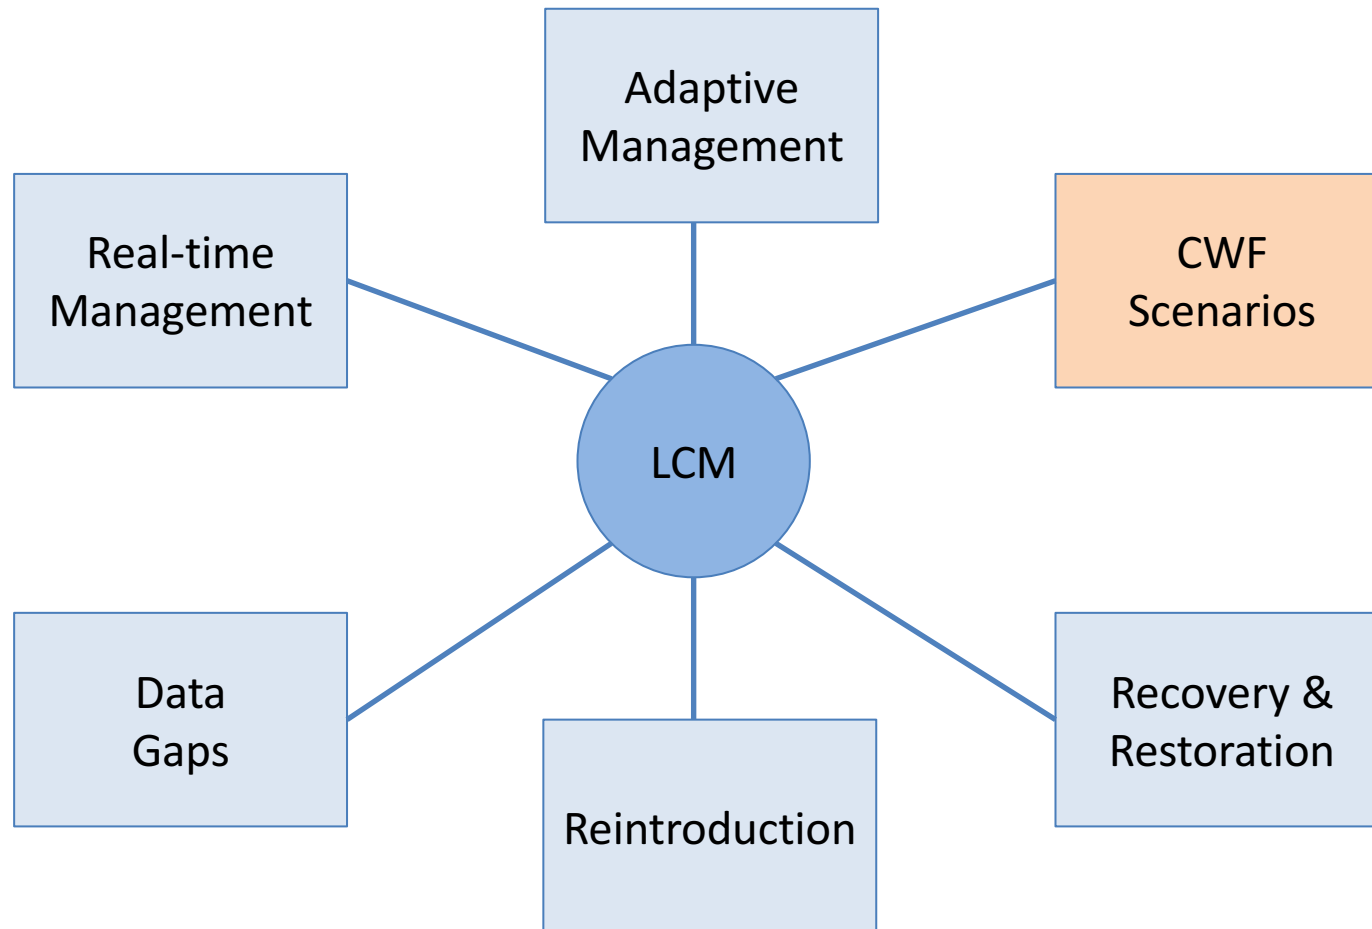 Adaptive
Management
Real-time
Management
CWF
Scenarios
LCM
Data
Gaps
Reintroduction
Recovery &
Restoration